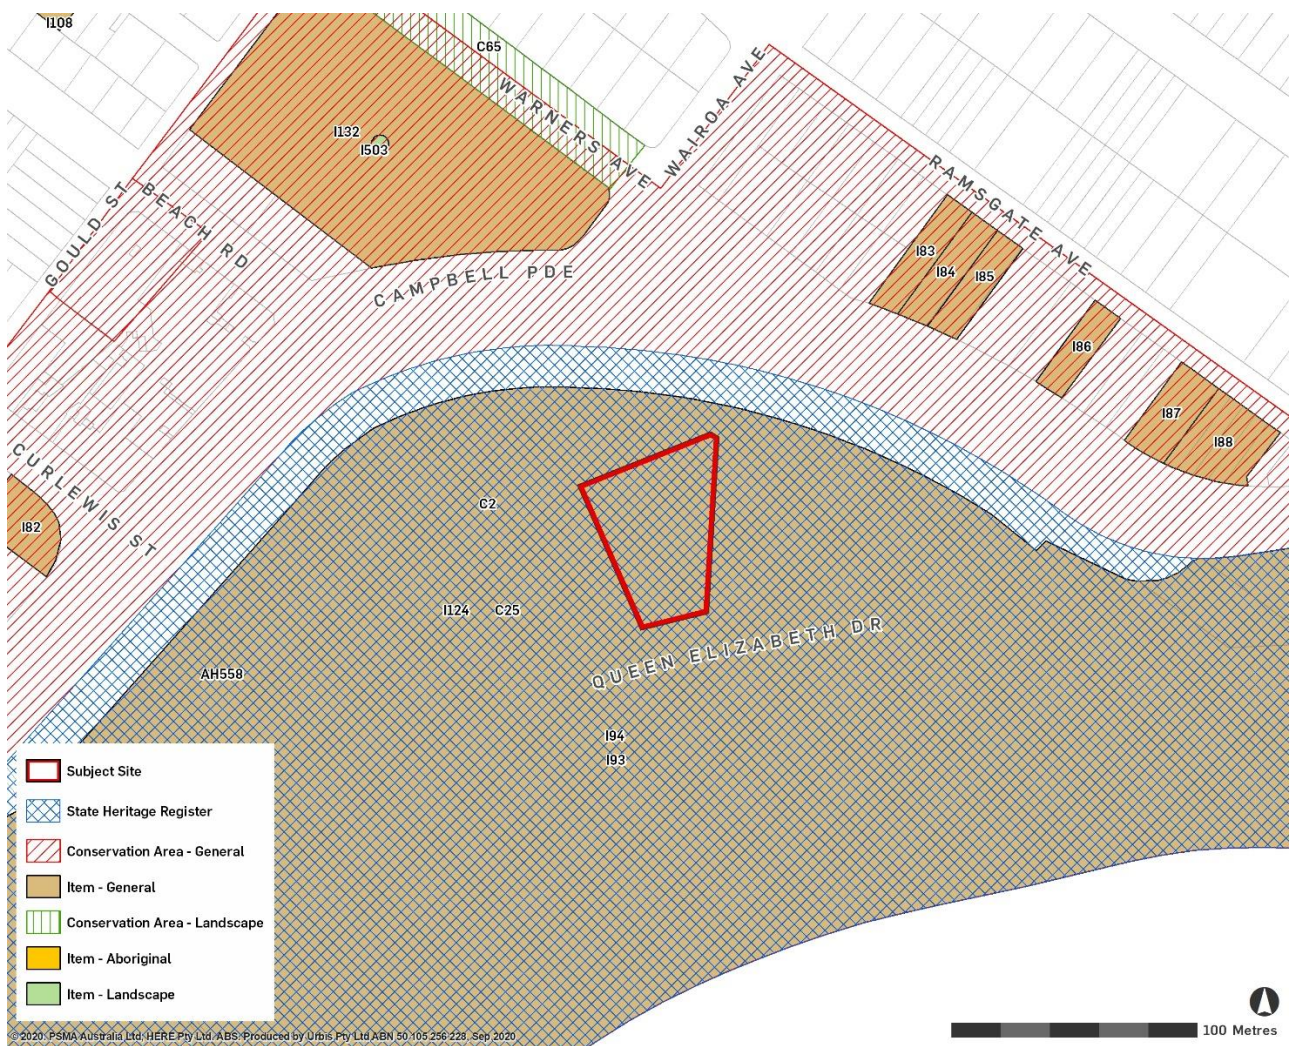 I108
C65
WARNERS AVE
WAIROA AVE
I132
I503
RAMSGATE AVE
GOULD ST
BEACH RD
I83
I84
I85
CAMPBELL PDE
I86
I87
I88
CURLEWIS ST
C2
I82
I124
C25
QUEEN ELIZABETH DR
AH558
I94
I93
Subject Site
State Heritage Register
Conservation Area - General
Item - General
Conservation Area - Landscape
Item - Aboriginal
Item - Landscape
© 2020. PSMA Australia Ltd, HERE Pty Ltd. ABS. Produced by Urbis Pty Ltd ABN 50 105 256 228, Sep 2020
100 Metres